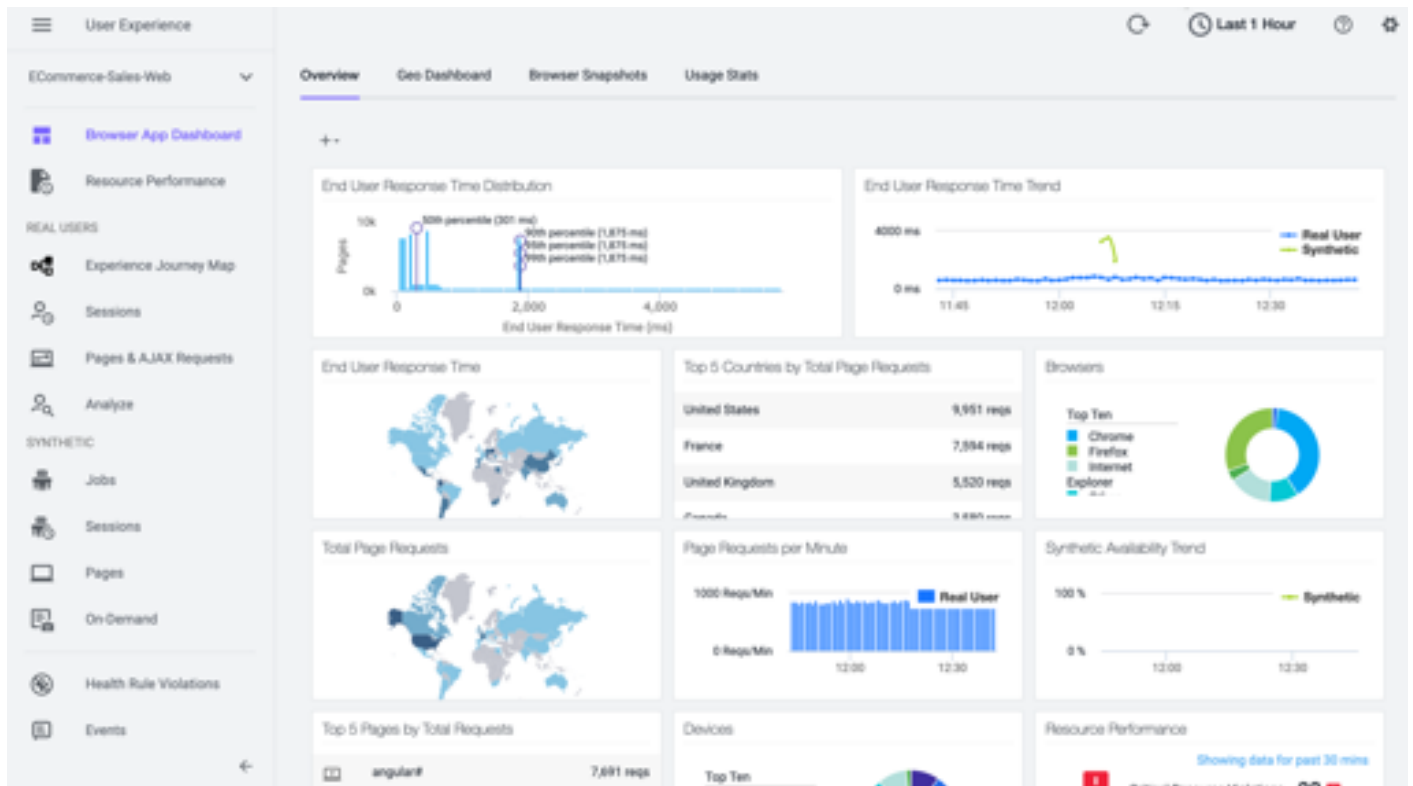 User Experience
Last 1 Hour
ECommerce-Sales-Web
Overview
Geo Dashboard
Browser Snapshots
Usage Stats
Browser App Dashboard
Resource Performance
REAL USERS
Experience Journey Map
Sessions
Pages & AJAX Requests
Analyze
SYNTHETIC
Jobs
Sessions
Pages
On-Demand
Health Rule Violations
Events
End User Response Time Distribution
10k
Pages
0k
50th percentile (301 ms)
90th percentile (1,875 ms)
95th percentile (1,875 ms)
99th percentile (1,875 ms)
0
2,000
4,000
End User Response Time (ms)
End User Response Time Trend
4000 ms
0 ms
Real User
Synthetic
11:45
12:00
12:15
12:30
End User Response Time
Top 5 Countries by Total Page Requests
United States 9,951 reqs
France 7,594 reqs
United Kingdom 5,520 reqs
Canada
Browsers
Top Ten
Chrome
Firefox
Internet
Explorer
Total Page Requests
Page Requests per Minute
1000 Reqs/Min
0 Reqs/Min
Real User
12:00
12:30
Synthetic Availability Trend
100 %
0 %
Synthetic
12:00
12:30
Top 5 Pages by Total Requests
angular# 7,691 reqs
Devices
Top Ten
Resource Performance
Showing data for past 30 mins